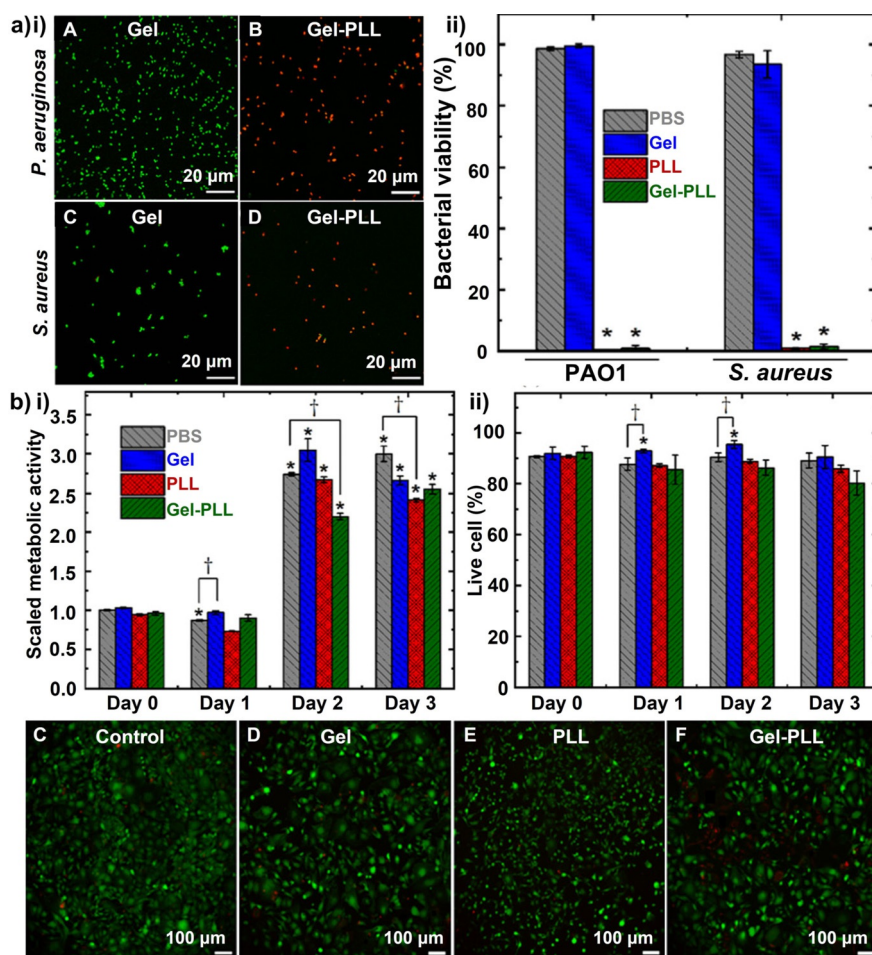 a) i)
A
Gel
B
Gel-PLL
P. aeruginosa
20 µm
20 µm
C
Gel
D
Gel-PLL
S. aureus
20 µm
20 µm
ii)
Bacterial viability (%)
100
80
60
40
20
0
PBS
Gel
PLL
Gel-PLL
*
*
*
*
PAO1
S. aureus
b) i)
Scaled metabolic activity
3.5
3.0
2.5
2.0
1.5
1.0
0.5
0.0
PBS
Gel
PLL
Gel-PLL
*
†
*
*
*
*
†
*
*
*
*
†
Day 0
Day 1
Day 2
Day 3
ii)
Live cell (%)
120
100
80
60
40
20
0
†
*
†
*
Day 0
Day 1
Day 2
Day 3
C
Control
100 µm
D
Gel
100 µm
E
PLL
100 µm
F
Gel-PLL
100 µm